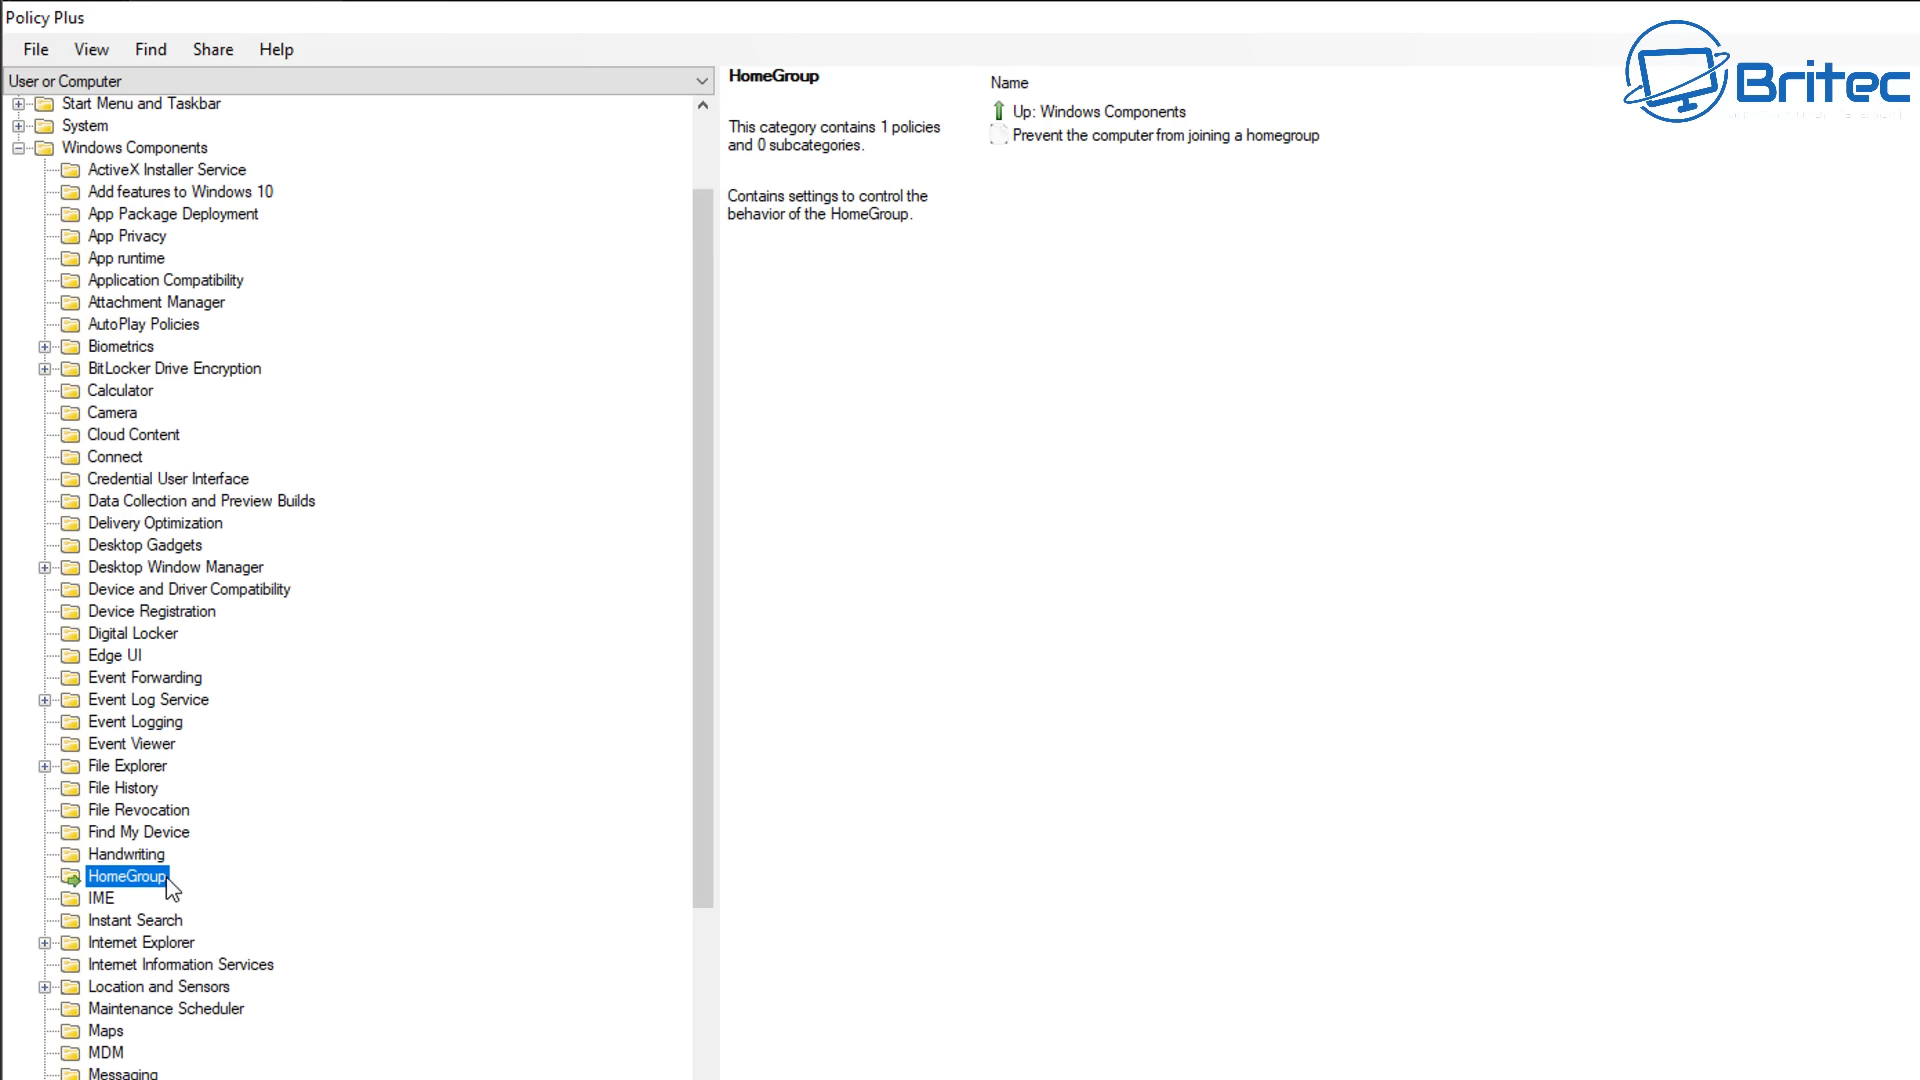 Policy Plus
File View Find Share Help
User or Computer
Start Menu and Taskbar
System
Windows Components
ActiveX Installer Service
Add features to Windows 10
App Package Deployment
App Privacy
App runtime
Application Compatibility
Attachment Manager
AutoPlay Policies
Biometrics
BitLocker Drive Encryption
Calculator
Camera
Cloud Content
Connect
Credential User Interface
Data Collection and Preview Builds
Delivery Optimization
Desktop Gadgets
Desktop Window Manager
Device and Driver Compatibility
Device Registration
Digital Locker
Edge UI
Event Forwarding
Event Log Service
Event Logging
Event Viewer
File Explorer
File History
File Revocation
Find My Device
Handwriting
HomeGroup
IME
Instant Search
Internet Explorer
Internet Information Services
Location and Sensors
Maintenance Scheduler
Maps
MDM
Messaging
HomeGroup
This category contains 1 policies
and 0 subcategories.
Contains settings to control the
behavior of the HomeGroup.
Name
Up: Windows Components
Prevent the computer from joining a homegroup
Britec